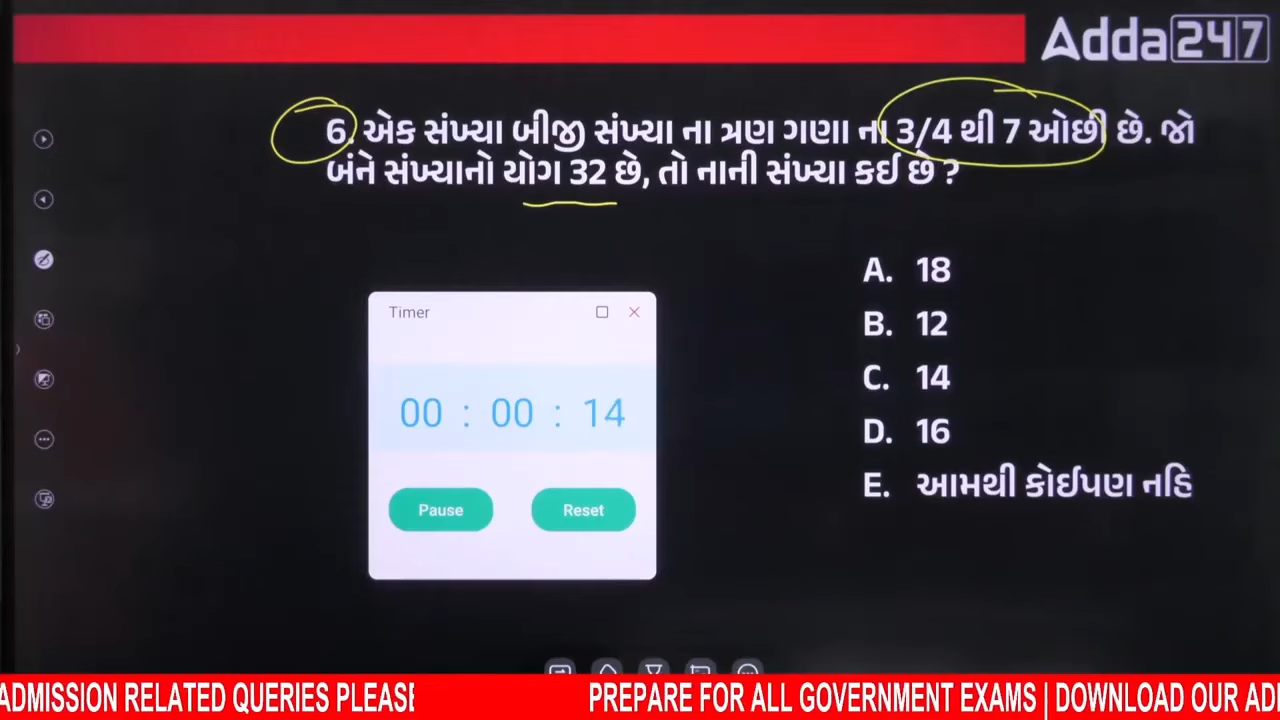 Adda247
6. એક સંખ્યા બીજી સંખ્યા ના ત્રણ ગણા ના 3/4 થી 7 ઓછી છે. જો
બંને સંખ્યાનો યોગ 32 છે, તો નાની સંખ્યા કઈ છે ?
A. 18
B. 12
C. 14
D. 16
E. આમથી કોઈપણ નહિ
Timer
00 : 00 : 14
Pause Reset
ADMISSION RELATED QUERIES PLEASE PREPARE FOR ALL GOVERNMENT EXAMS | DOWNLOAD OUR AD